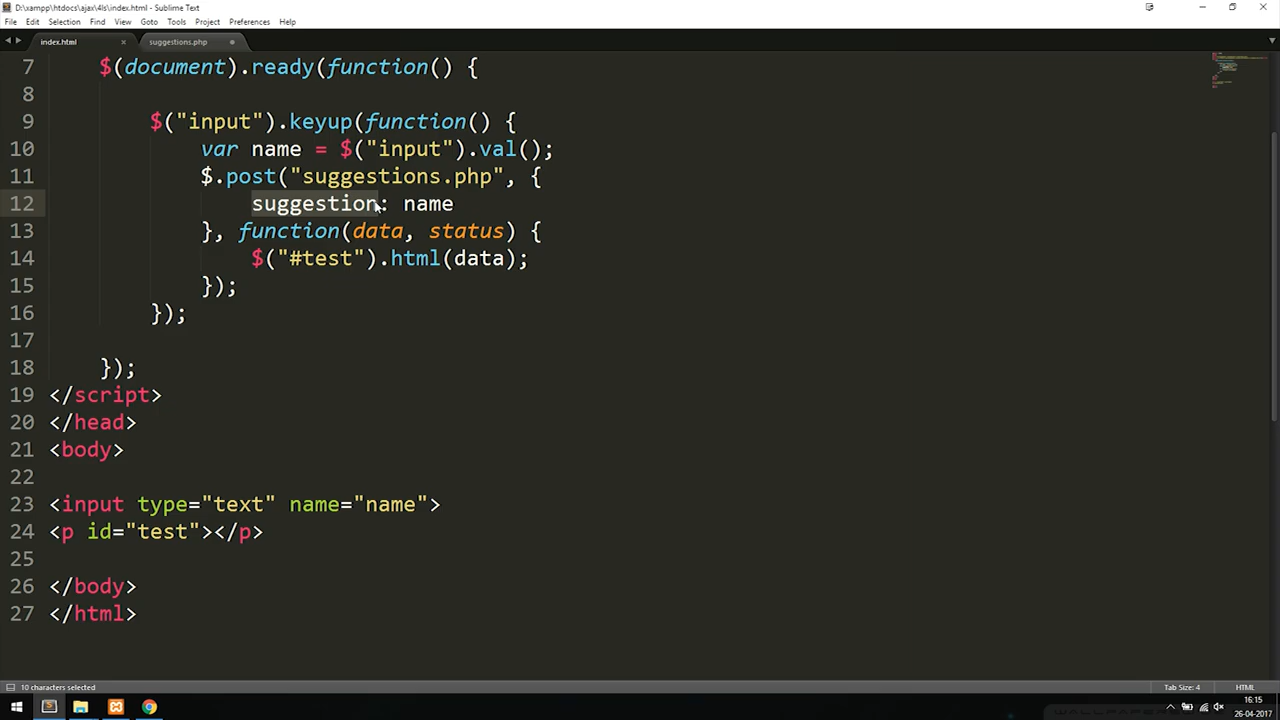 D:\xampp\htdocs\ajax\4ls\index.html - Sublime Text
File Edit Selection Find View Goto Tools Project Preferences Help
index.html × suggestions.php
7 $(document).ready(function() {
8
9 $("input").keyup(function() {
10 var name = $("input").val();
11 $.post("suggestions.php", {
12 suggestion: name
13 }, function(data, status) {
14 $("#test").html(data);
15 });
16 });
17
18 });
19 </script>
20 </head>
21 <body>
22
23 <input type="text" name="name">
24 <p id="test"></p>
25
26 </body>
27 </html>
10 characters selected Tab Size: 4 HTML
16:15
26-04-2017